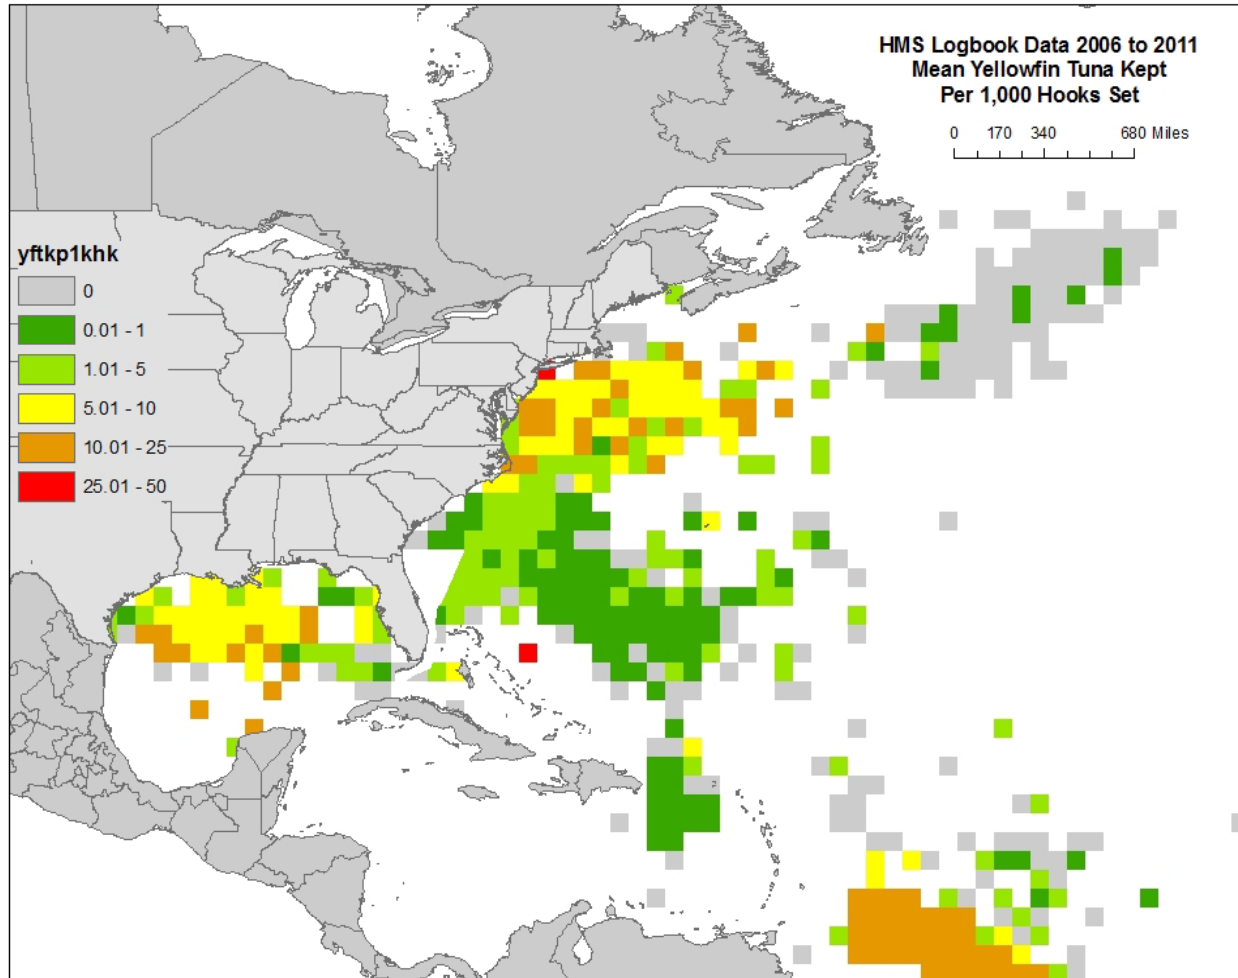 HMS Logbook Data 2006 to 2011
Mean Yellowfin Tuna Kept
Per 1,000 Hooks Set
0 170 340 680 Miles
yftkp1khk
0
0.01 - 1
1.01 - 5
5.01 - 10
10.01 - 25
25.01 - 50